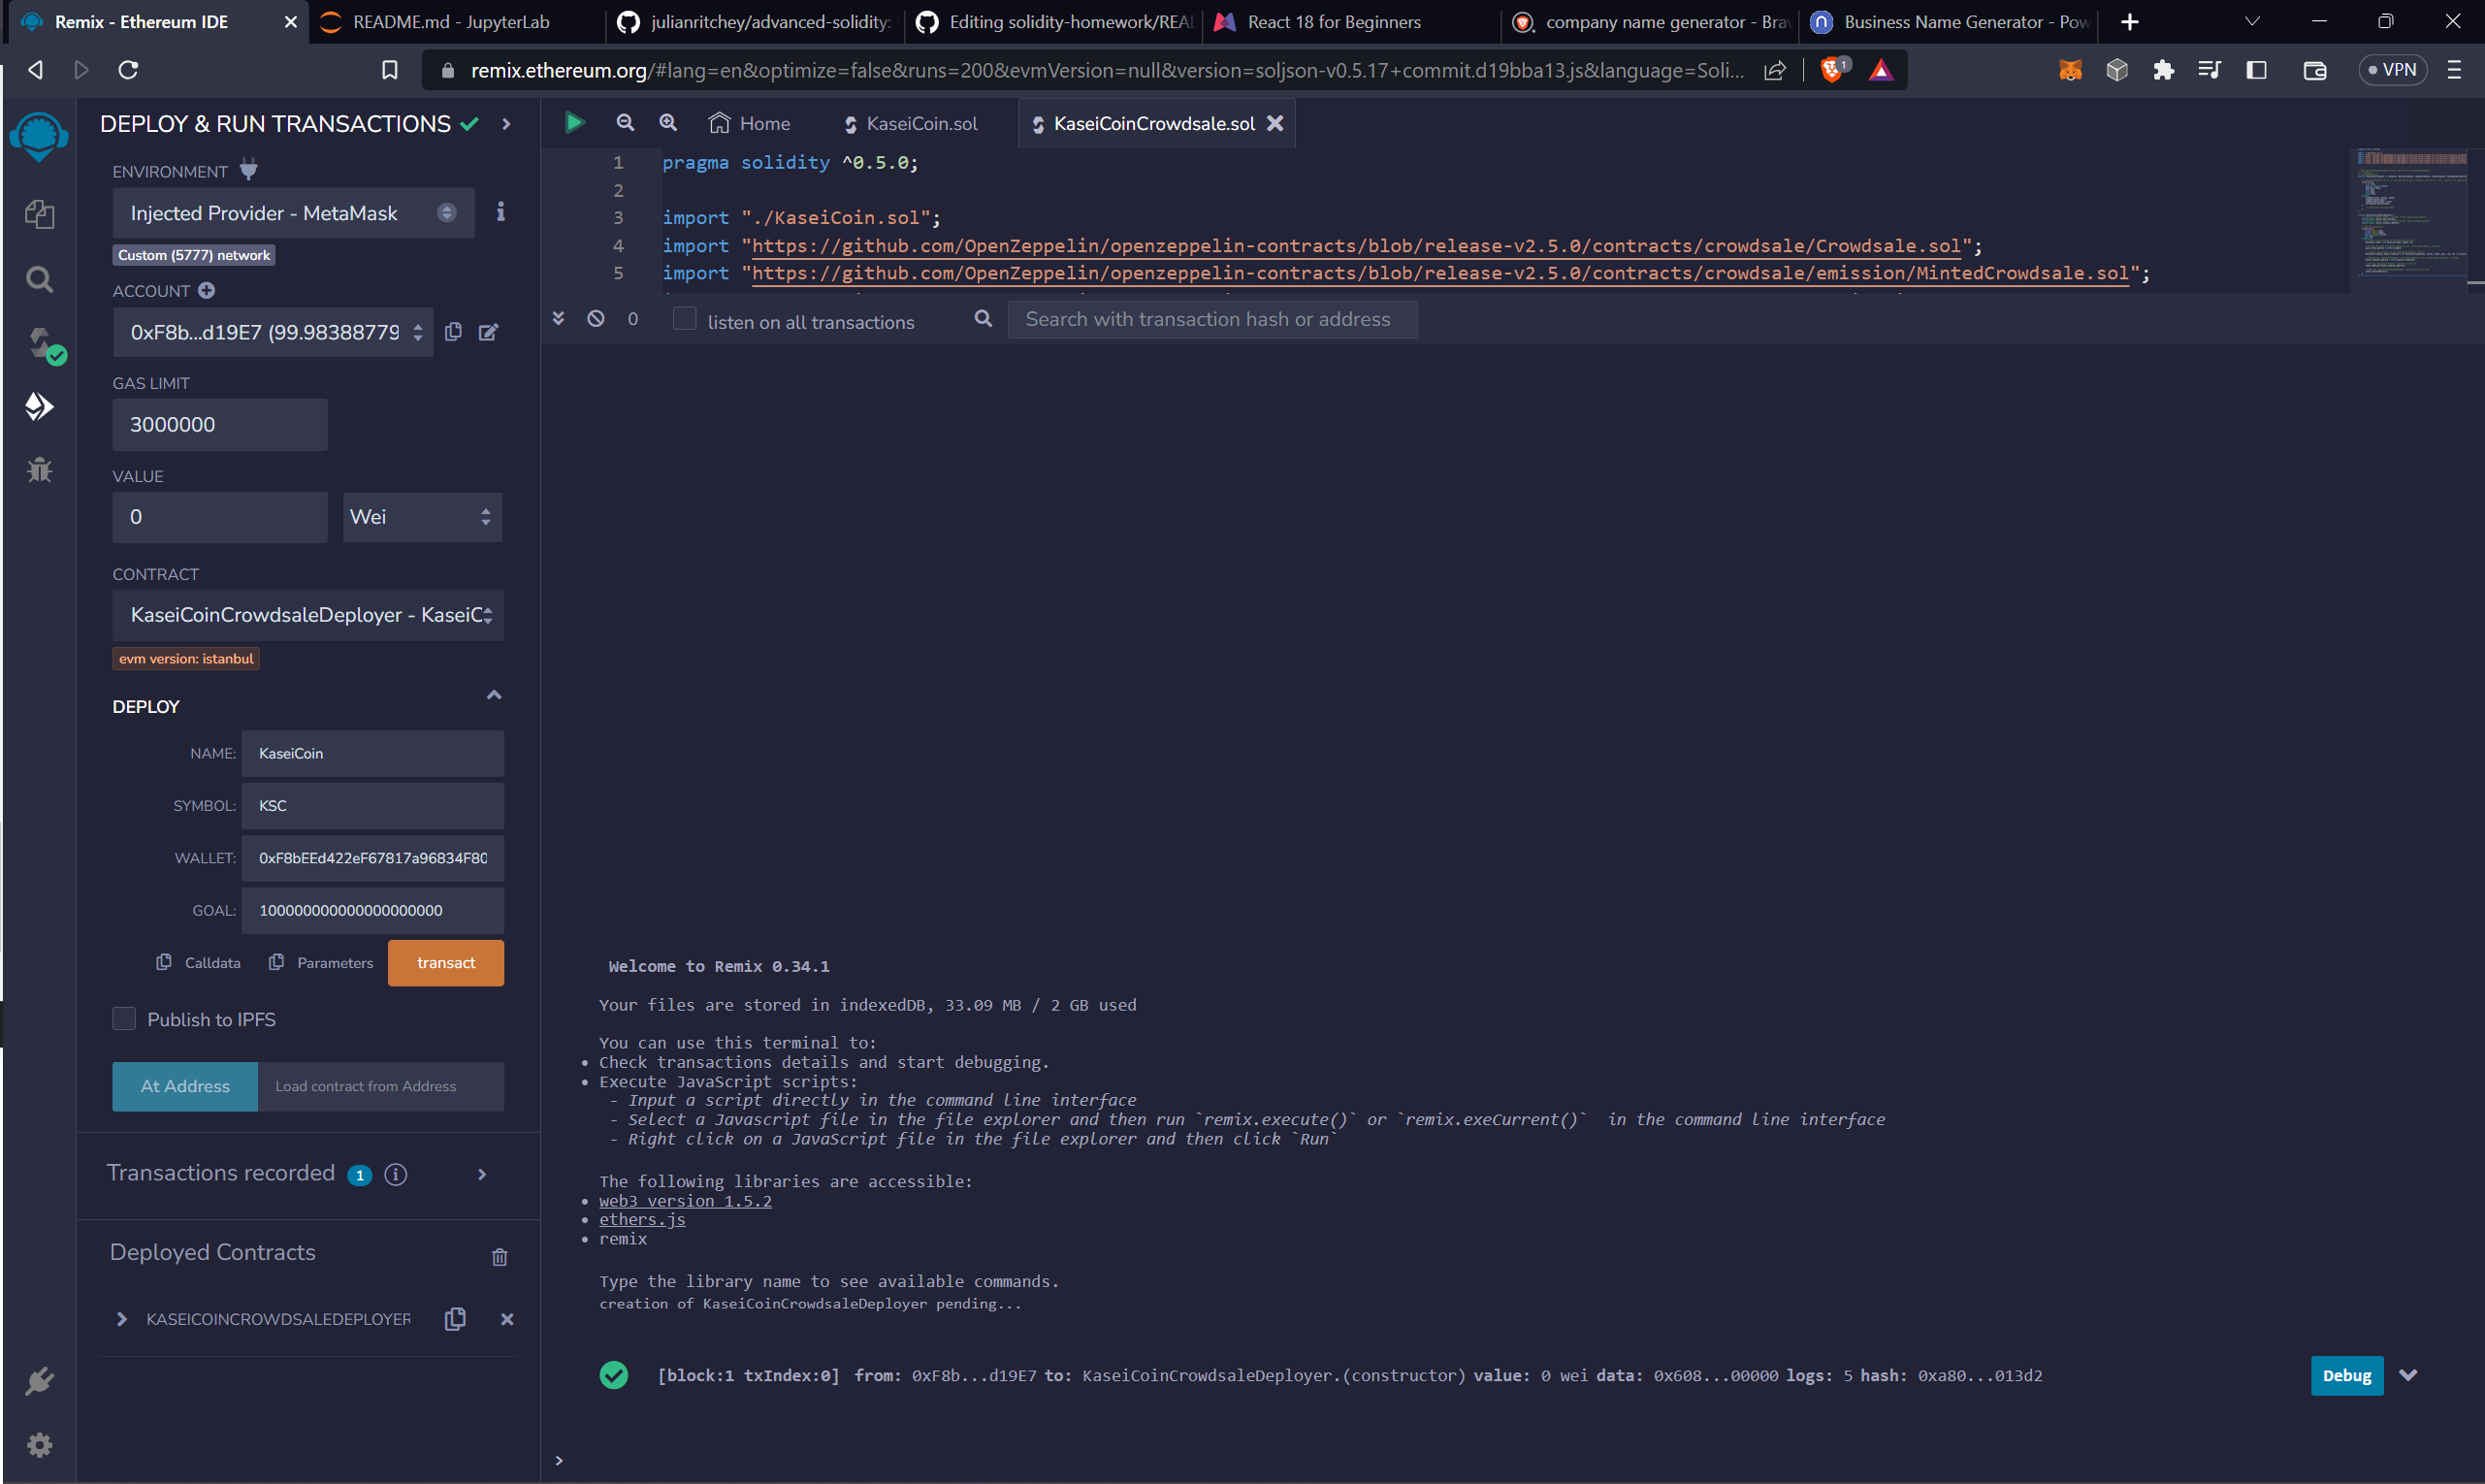 Remix - Ethereum IDE
README.md - JupyterLab
julianritchey/advanced-solidity:
Editing solidity-homework/REA
React 18 for Beginners
company name generator - Bra
Business Name Generator - Pow
remix.ethereum.org/#lang=en&optimize=false&runs=200&evmVersion=null&version=soljson-v0.5.17+commit.d19bba13.js&language=Soli...
1
VPN
DEPLOY & RUN TRANSACTIONS
ENVIRONMENT
Injected Provider - MetaMask
Custom (5777) network
ACCOUNT
0xF8b...d19E7 (99.98388779
GAS LIMIT
3000000
VALUE
0
Wei
CONTRACT
KaseiCoinCrowdsaleDeployer - KaseiC
evm version: istanbul
DEPLOY
NAME: KaseiCoin
SYMBOL: KSC
WALLET: 0xF8bEEd422eF67817a96834F80
GOAL: 100000000000000000000
Calldata
Parameters
transact
Publish to IPFS
At Address
Load contract from Address
Transactions recorded 1
Deployed Contracts
KASEICOINCROWDSALEDEPLOYER
Home
KaseiCoin.sol
KaseiCoinCrowdsale.sol
1 pragma solidity ^0.5.0;
2
3 import "./KaseiCoin.sol";
4 import "https://github.com/OpenZeppelin/openzeppelin-contracts/blob/release-v2.5.0/contracts/crowdsale/Crowdsale.sol";
5 import "https://github.com/OpenZeppelin/openzeppelin-contracts/blob/release-v2.5.0/contracts/crowdsale/emission/MintedCrowdsale.sol";
0
listen on all transactions
Search with transaction hash or address
Welcome to Remix 0.34.1
Your files are stored in indexedDB, 33.09 MB / 2 GB used
You can use this terminal to:
• Check transactions details and start debugging.
• Execute JavaScript scripts:
- Input a script directly in the command line interface
- Select a Javascript file in the file explorer and then run `remix.execute()` or `remix.exeCurrent()` in the command line interface
- Right click on a JavaScript file in the file explorer and then click `Run`
The following libraries are accessible:
• web3 version 1.5.2
• ethers.js
• remix
Type the library name to see available commands.
creation of KaseiCoinCrowdsaleDeployer pending...
[block:1 txIndex:0] from: 0xF8b...d19E7 to: KaseiCoinCrowdsaleDeployer.(constructor) value: 0 wei data: 0x608...00000 logs: 5 hash: 0xa80...013d2
Debug
>